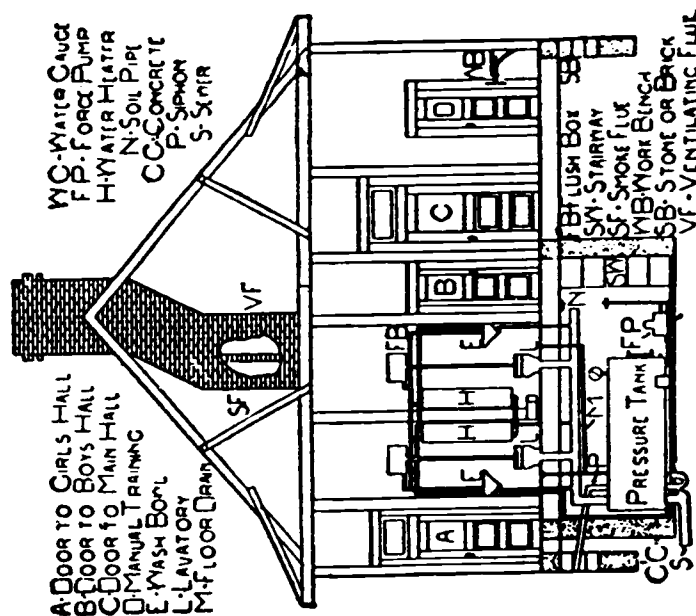 A·DOOR TO GIRLS HALL
B·DOOR TO BOYS HALL
C·DOOR TO MAIN HALL
D·MANUAL TRAINING
E·WASH BOWL
L·LAVATORY
M·FLOOR DRAIN
WG·WATER GAUGE
FP·FORCE PUMP
H·WATER HEATER
N·SOIL PIPE
CC·CONCRETE
P·SIPHON
S·SEWER
SF
VF
A
E
H
H
E
FB
B
C
D
WB
L
L
P
M
N
SW
SB
PRESSURE TANK
FP
CC
S
FB·FLUSH BOX
SW·STAIRWAY
SF·SMOKE FLUE
WB·WORK BENCH
SB·STONE OR BRICK
VF·VENTILATING FLUE